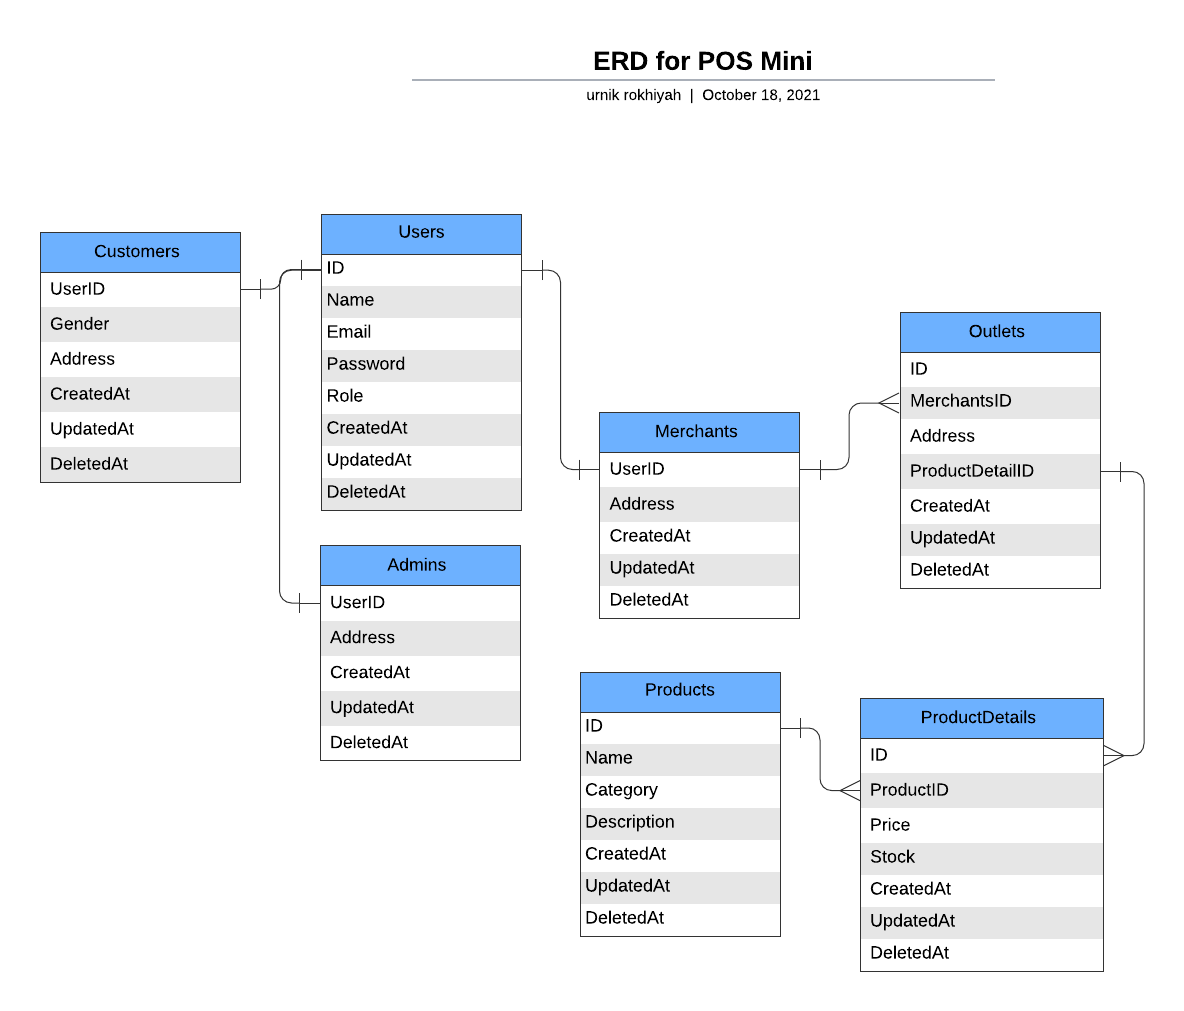 ERD for POS Mini
urnik rokhiyah | October 18, 2021
Customers
UserID
Gender
Address
CreatedAt
UpdatedAt
DeletedAt
Users
ID
Name
Email
Password
Role
CreatedAt
UpdatedAt
DeletedAt
Admins
UserID
Address
CreatedAt
UpdatedAt
DeletedAt
Merchants
UserID
Address
CreatedAt
UpdatedAt
DeletedAt
Outlets
ID
MerchantsID
Address
ProductDetailID
CreatedAt
UpdatedAt
DeletedAt
Products
ID
Name
Category
Description
CreatedAt
UpdatedAt
DeletedAt
ProductDetails
ID
ProductID
Price
Stock
CreatedAt
UpdatedAt
DeletedAt